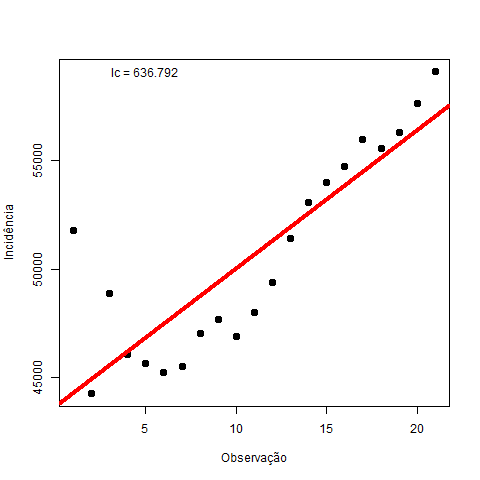 Ic = 636.792
Incidência
55000
50000
45000
5 10 15 20
Observação